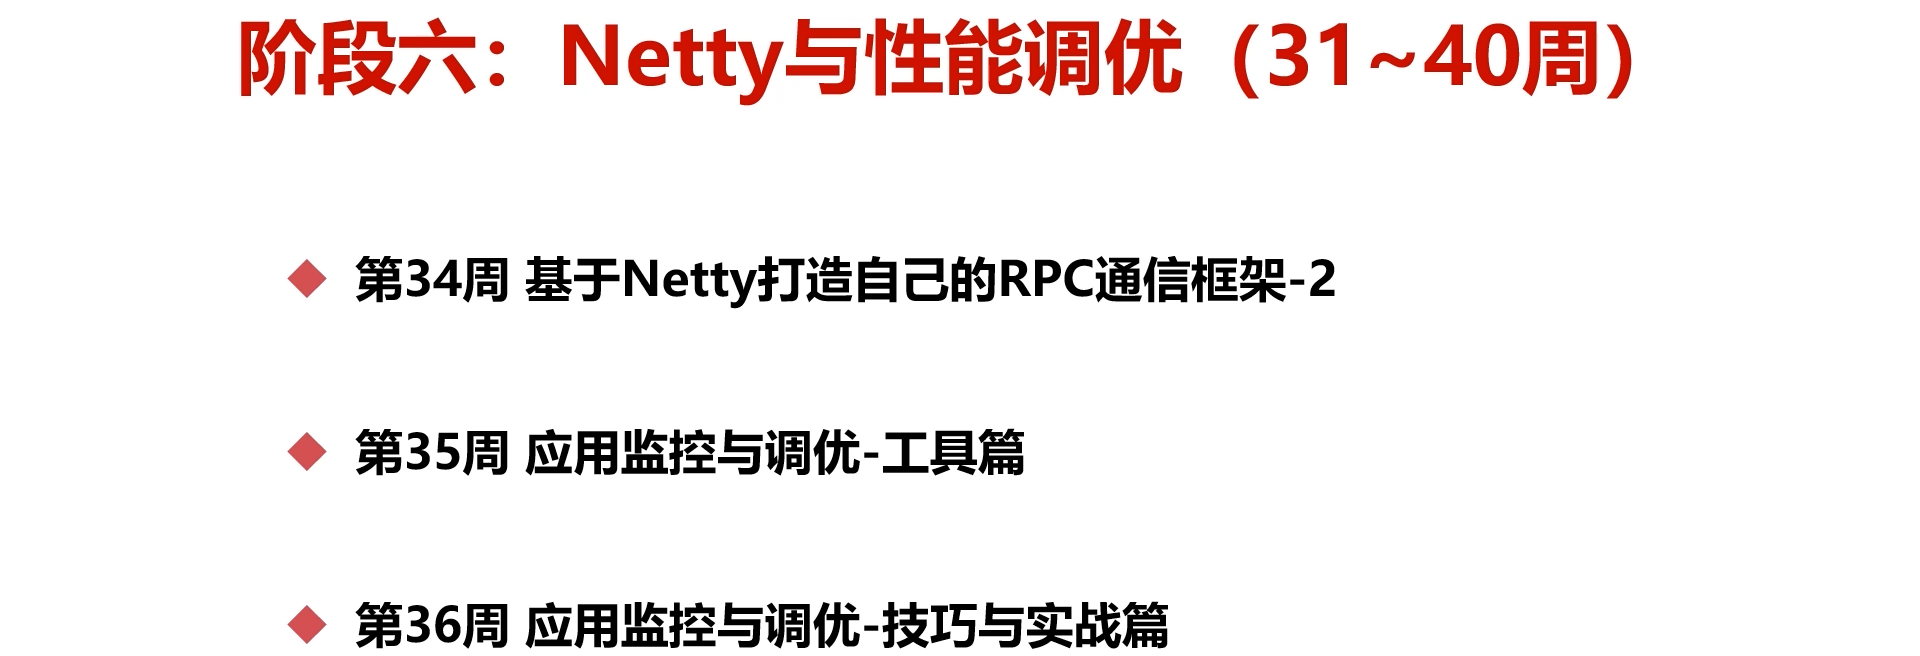 阶段六：Netty与性能调优（31~40周）
第34周 基于Netty打造自己的RPC通信框架-2
第35周 应用监控与调优-工具篇
第36周 应用监控与调优-技巧与实战篇